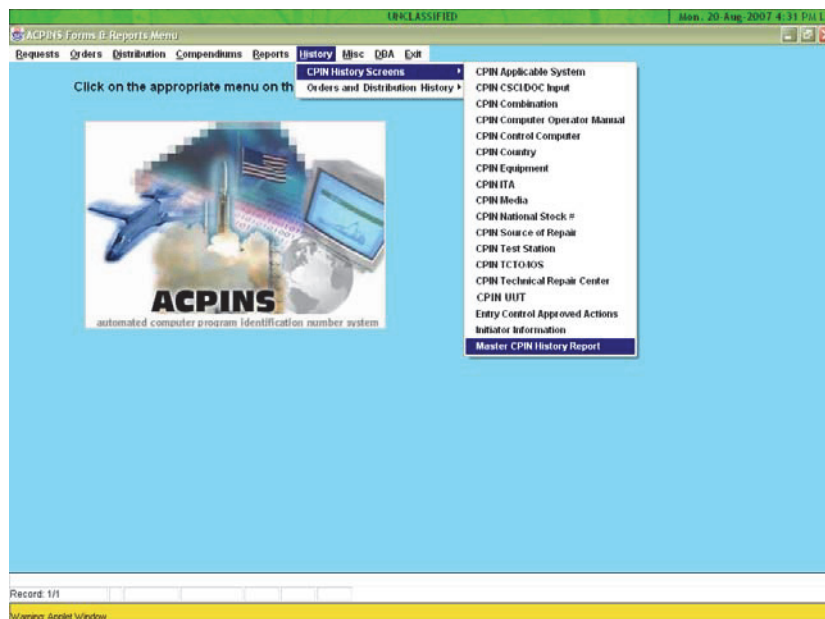 UNCLASSIFIED
Mon. 20-Aug-2007 4:31 PM
ACPINS Forms & Reports Menu
Requests Orders Distribution Compendiums Reports History Misc DBA Exit
CPIN History Screens
Orders and Distribution History
Click on the appropriate menu on th
CPIN Applicable System
CPIN CSCI/DOC Input
CPIN Combination
CPIN Computer Operator Manual
CPIN Control Computer
CPIN Country
CPIN Equipment
CPIN ITA
CPIN Media
CPIN National Stock #
CPIN Source of Repair
CPIN Test Station
CPIN TCTO/IOS
CPIN Technical Repair Center
CPIN UUT
Entry Control Approved Actions
Initiator Information
Master CPIN History Report
ACPINS
automated computer program identification number system
Record: 1/1
Warning: Applet Window